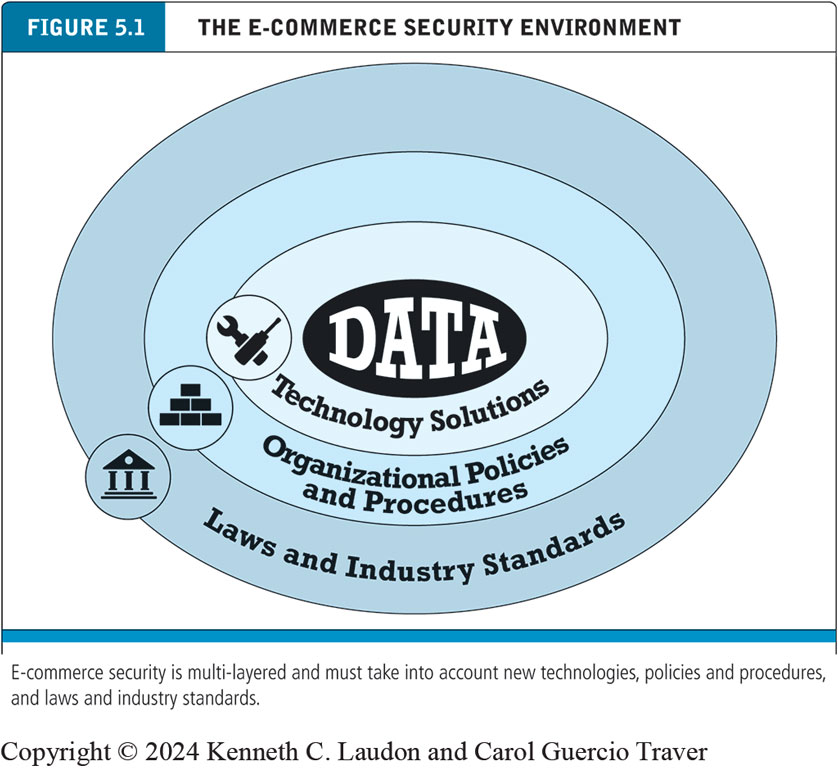 FIGURE 5.1 THE E-COMMERCE SECURITY ENVIRONMENT
DATA
Technology Solutions
Organizational Policies
and Procedures
Laws and Industry Standards
E-commerce security is multi-layered and must take into account new technologies, policies and procedures,
and laws and industry standards.
Copyright © 2024 Kenneth C. Laudon and Carol Guercio Traver